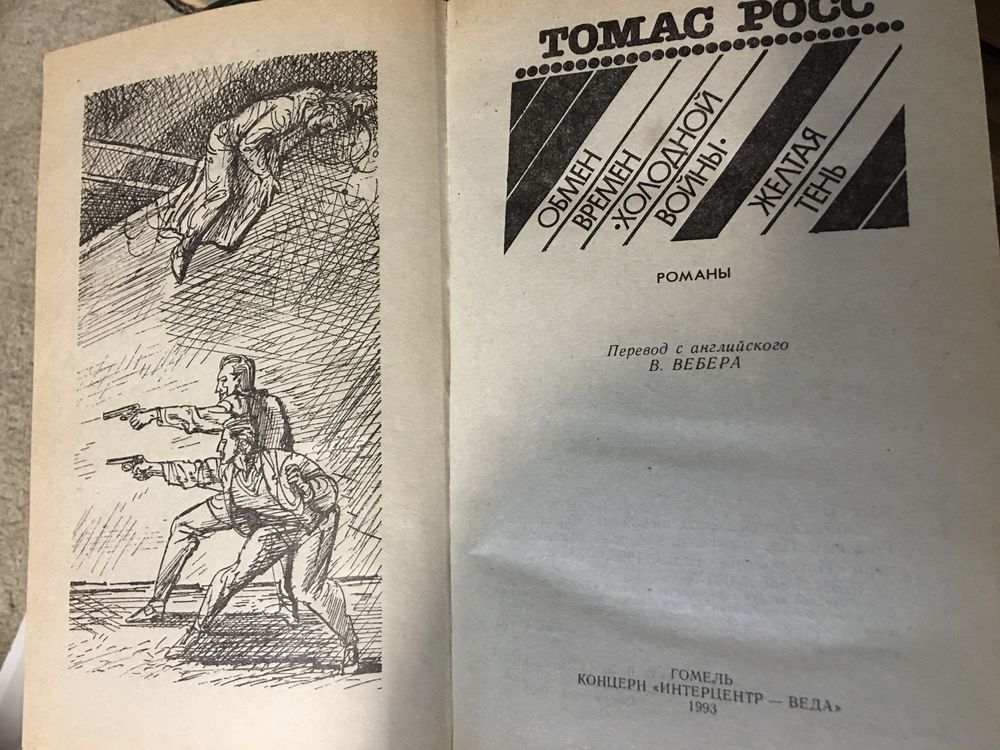 ТОМАС РОСС
ОБМЕН
ВРЕМЕН
·ХОЛОДНОЙ
ВОЙНЫ·
ЖЕЛТАЯ
ТЕНЬ
РОМАНЫ
Перевод с английского
В. ВЕБЕРА
ГОМЕЛЬ
КОНЦЕРН «ИНТЕРЦЕНТР — ВЕДА»
1993